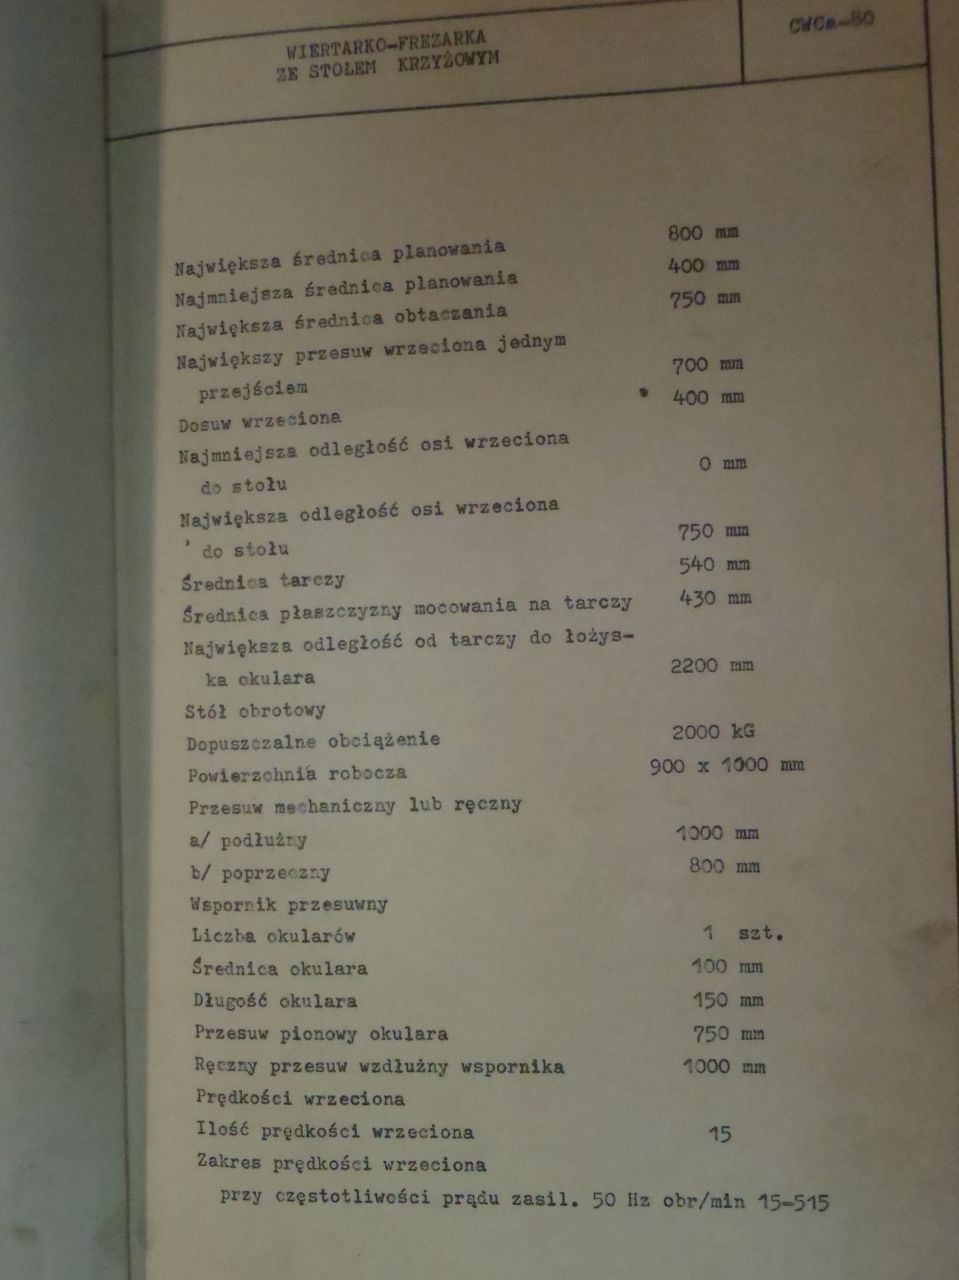 WIERTARKO-FREZARKA
ZE STOŁEM KRZYŻOWYM
CWCa-80
Największa średnica planowania 800 mm
Najmniejsza średnica planowania 400 mm
Największa średnica obtaczania 750 mm
Największy przesuw wrzeciona jednym
przejściem 700 mm
Dosuw wrzeciona 400 mm
Najmniejsza odległość osi wrzeciona
do stołu 0 mm
Największa odległość osi wrzeciona
do stołu 750 mm
Średnica tarczy 540 mm
Średnica płaszczyzny mocowania na tarczy 430 mm
Największa odległość od tarczy do łożys-
ka okulara 2200 mm
Stół obrotowy
Dopuszczalne obciążenie 2000 kG
Powierzchnia robocza 900 x 1000 mm
Przesuw mechaniczny lub ręczny
a/ podłużny 1000 mm
b/ poprzeczny 800 mm
Wspornik przesuwny
Liczba okularów 1 szt.
Średnica okulara 100 mm
Długość okulara 150 mm
Przesuw pionowy okulara 750 mm
Ręczny przesuw wzdłużny wspornika 1000 mm
Prędkości wrzeciona
Ilość prędkości wrzeciona 15
Zakres prędkości wrzeciona
przy częstotliwości prądu zasil. 50 Hz obr/min 15-515